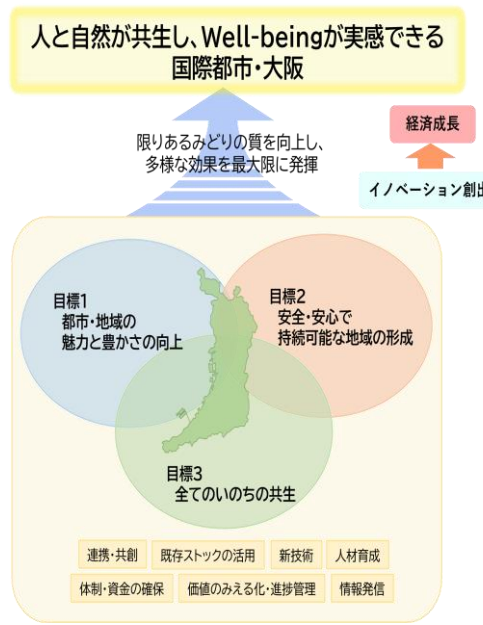 人と自然が共生し、Well-beingが実感できる
国際都市・大阪
限りあるみどりの質を向上し、
多様な効果を最大限に発揮
経済成長
イノベーション創出
目標1
都市・地域の
魅力と豊かさの向上
目標2
安全・安心で
持続可能な地域の形成
目標3
全てのいのちの共生
連携・共創 既存ストックの活用 新技術 人材育成
体制・資金の確保 価値のみえる化・進捗管理 情報発信